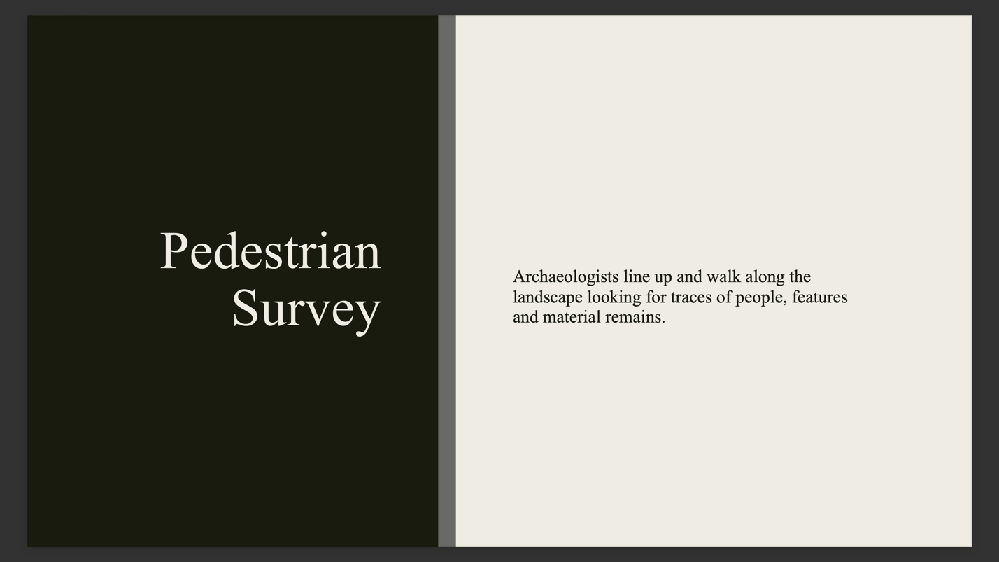 Pedestrian
Survey
Archaeologists line up and walk along the
landscape looking for traces of people, features
and material remains.